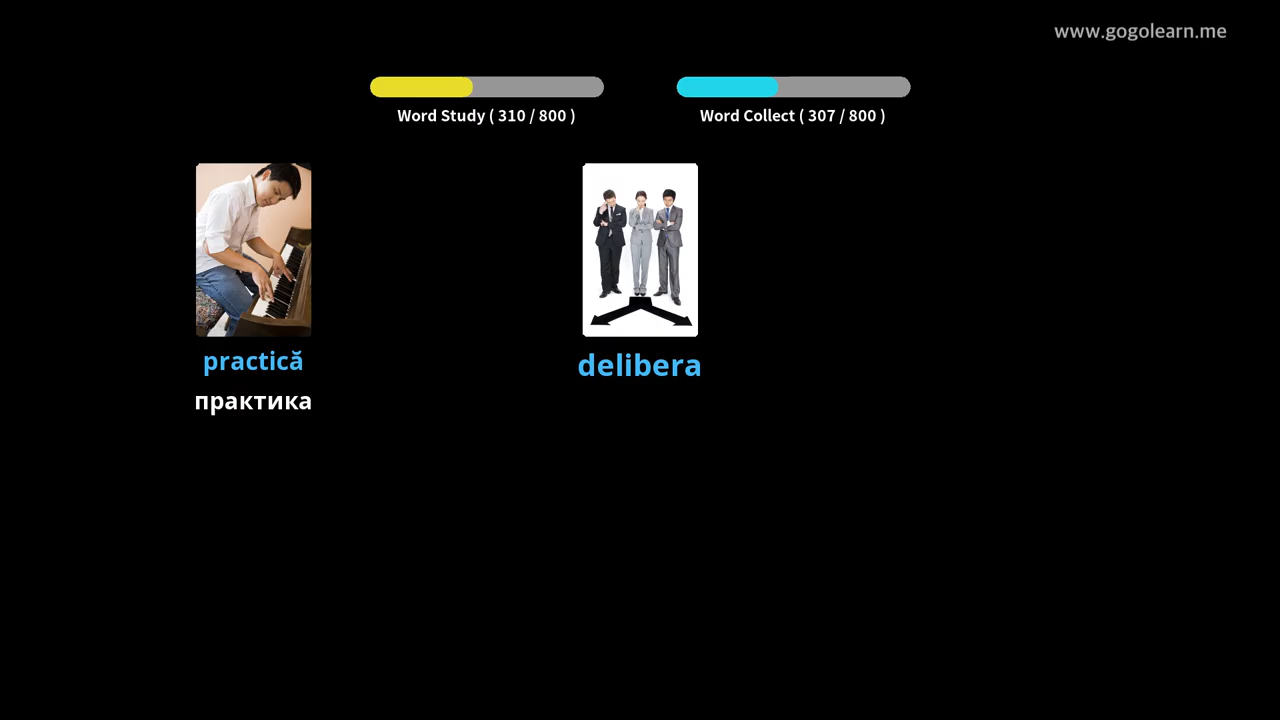 www.gogolearn.me
Word Study ( 310 / 800 )
Word Collect ( 307 / 800 )
practică
практика
delibera